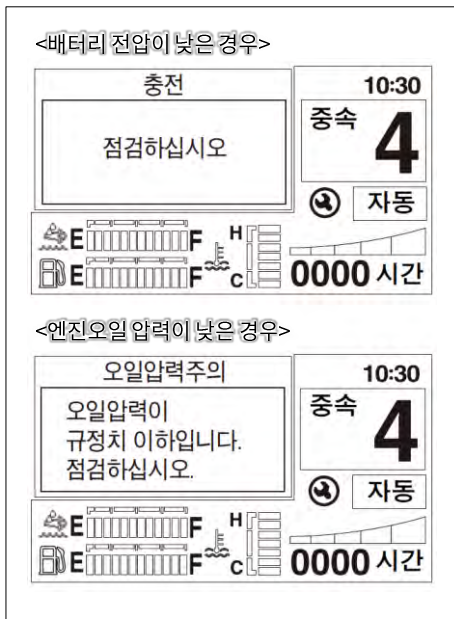 <배터리 전압이 낮은 경우>
충전
10:30
점검하십시오
중속
4
자동
E F H
E F C
0000 시간
<엔진오일 압력이 낮은 경우>
오일압력주의
10:30
오일압력이
규정치 이하입니다.
점검하십시오.
중속
4
자동
E F H
E F C
0000 시간